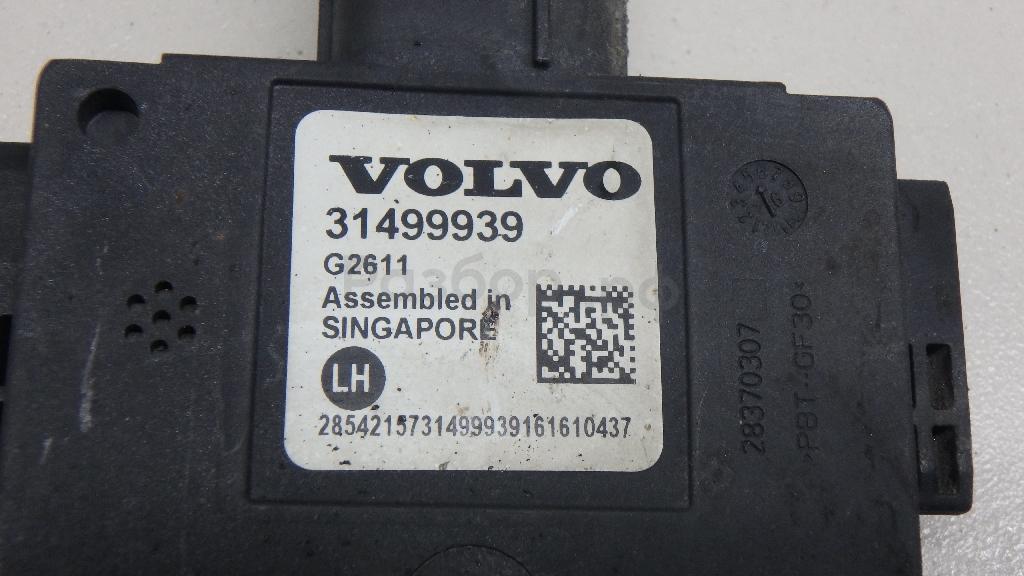 VOLVO
31499939
G2611
Assembled in
SINGAPORE
LH
2854215731499939161610437
28370307
>PBT-GF30<